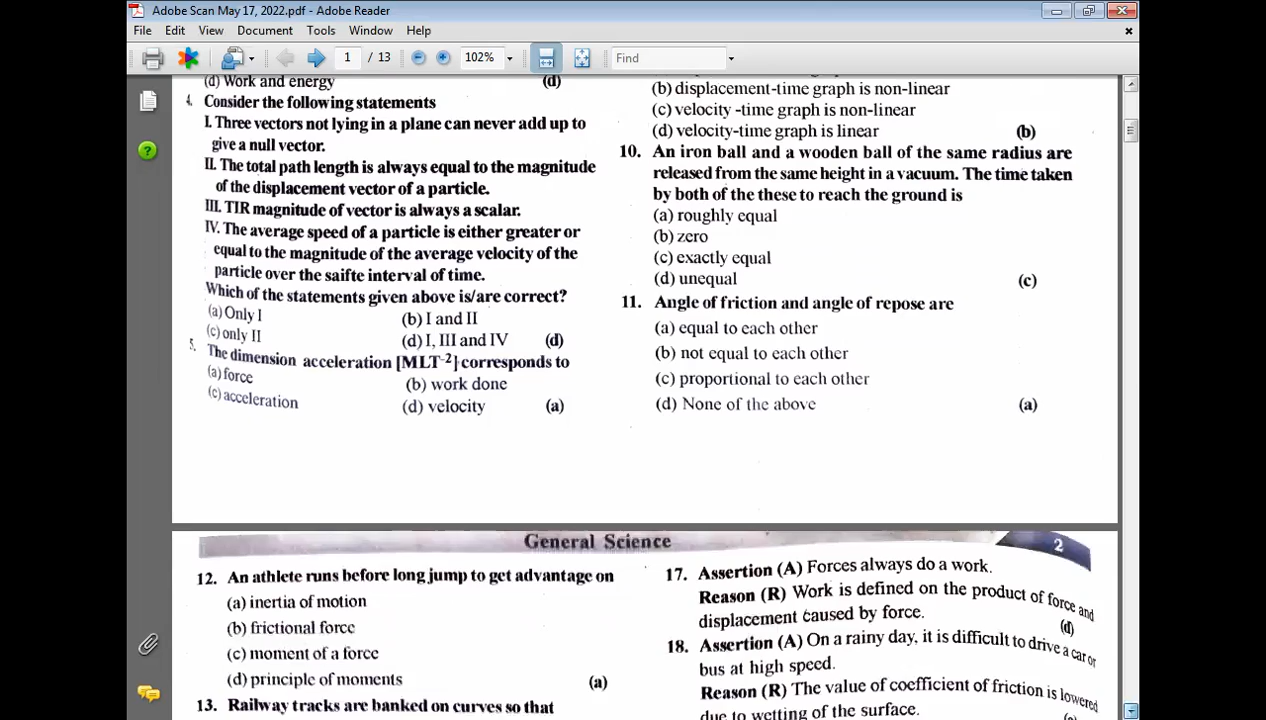 Adobe Scan May 17, 2022.pdf - Adobe Reader
File Edit View Document Tools Window Help
1 / 13 102% Find
(d) Work and energy (d)
4. Consider the following statements
I. Three vectors not lying in a plane can never add up to
give a null vector.
II. The total path length is always equal to the magnitude
of the displacement vector of a particle.
III. TIR magnitude of vector is always a scalar.
IV. The average speed of a particle is either greater or
equal to the magnitude of the average velocity of the
particle over the saifte interval of time.
Which of the statements given above is/are correct?
(a) Only I (b) I and II
(c) only II (d) I, III and IV (d)
5. The dimension acceleration [MLT⁻²] corresponds to
(a) force (b) work done
(c) acceleration (d) velocity (a)
(b) displacement-time graph is non-linear
(c) velocity -time graph is non-linear
(d) velocity-time graph is linear (b)
10. An iron ball and a wooden ball of the same radius are
released from the same height in a vacuum. The time taken
by both of the these to reach the ground is
(a) roughly equal
(b) zero
(c) exactly equal
(d) unequal (c)
11. Angle of friction and angle of repose are
(a) equal to each other
(b) not equal to each other
(c) proportional to each other
(d) None of the above (a)
General Science 2
12. An athlete runs before long jump to get advantage on
(a) inertia of motion
(b) frictional force
(c) moment of a force
(d) principle of moments (a)
13. Railway tracks are banked on curves so that
17. Assertion (A) Forces always do a work.
Reason (R) Work is defined on the product of force and
displacement caused by force. (d)
18. Assertion (A) On a rainy day, it is difficult to drive a car or
bus at high speed.
Reason (R) The value of coefficient of friction is lowered
due to wetting of the surface.